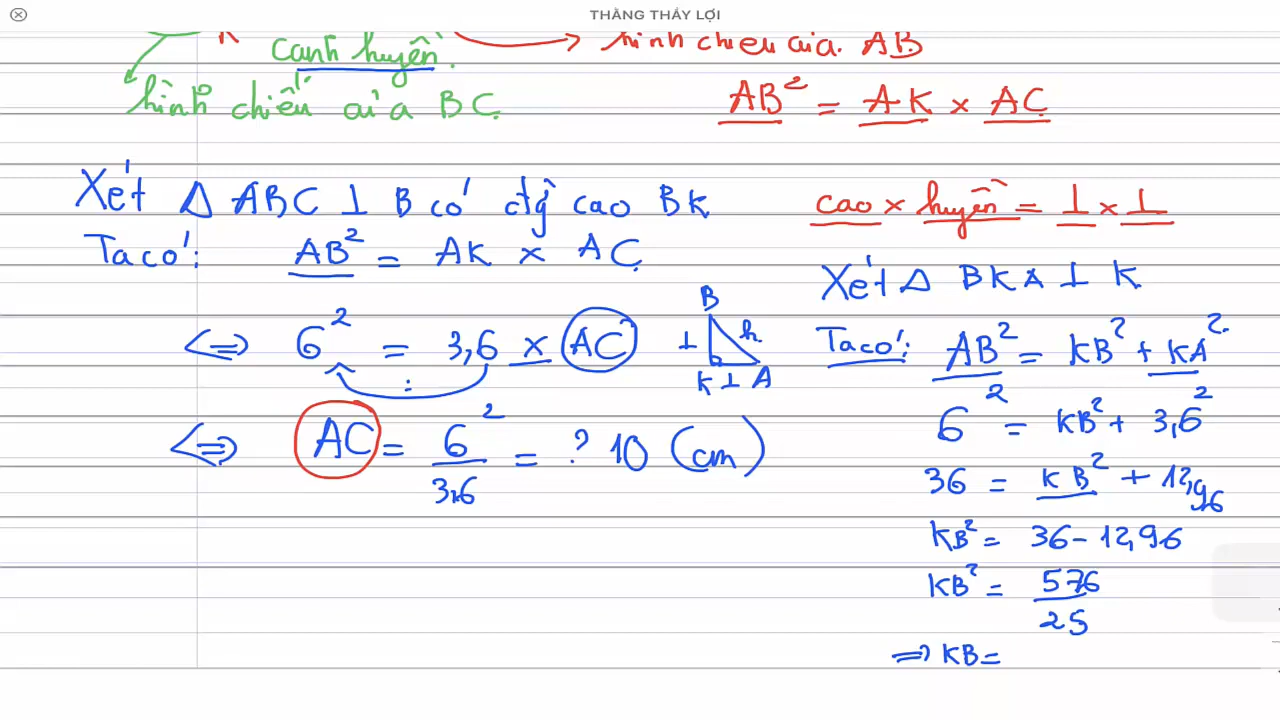 THẰNG THẦY LỢI
cạnh huyền.
hình chiếu của AB
hình chiếu của BC
AB² = AK × AC
Xét Δ ABC ⊥ B có đg cao BK
Ta có: AB² = AK × AC
⇔ 6² = 3,6 × AC
:
⇔ AC = 6²/3,6 = ? 10 (cm)
B
⊥ h
K ⊥ A
cao × huyền = ⊥ × ⊥
Xét Δ BKA ⊥ K
Ta có: AB² = KB² + KA²
6² = KB² + 3,6²
36 = KB² + 12,96
KB² = 36 - 12,96
KB² = 576/25
⇒ KB =